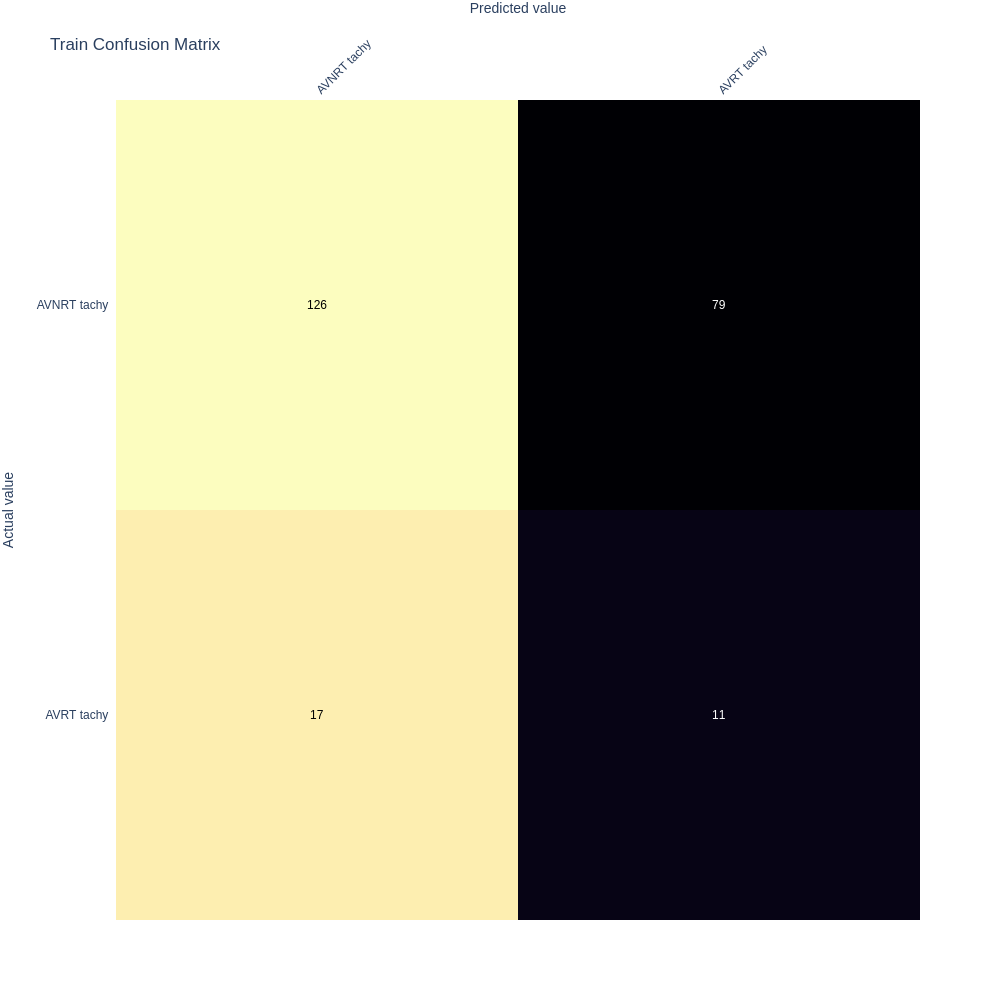 Predicted value
Train Confusion Matrix
AVNRT tachy
AVRT tachy
AVNRT tachy
126
79
Actual value
AVRT tachy
17
11